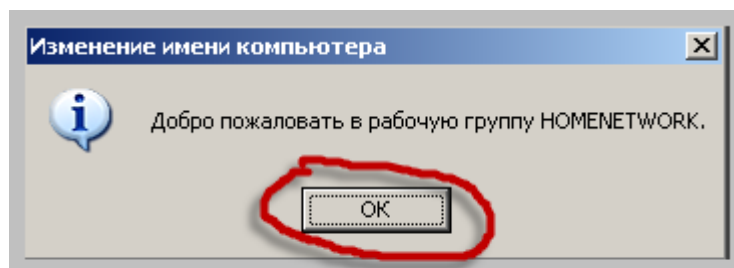 Изменение имени компьютера
Добро пожаловать в рабочую группу HOMENETWORK.
OK